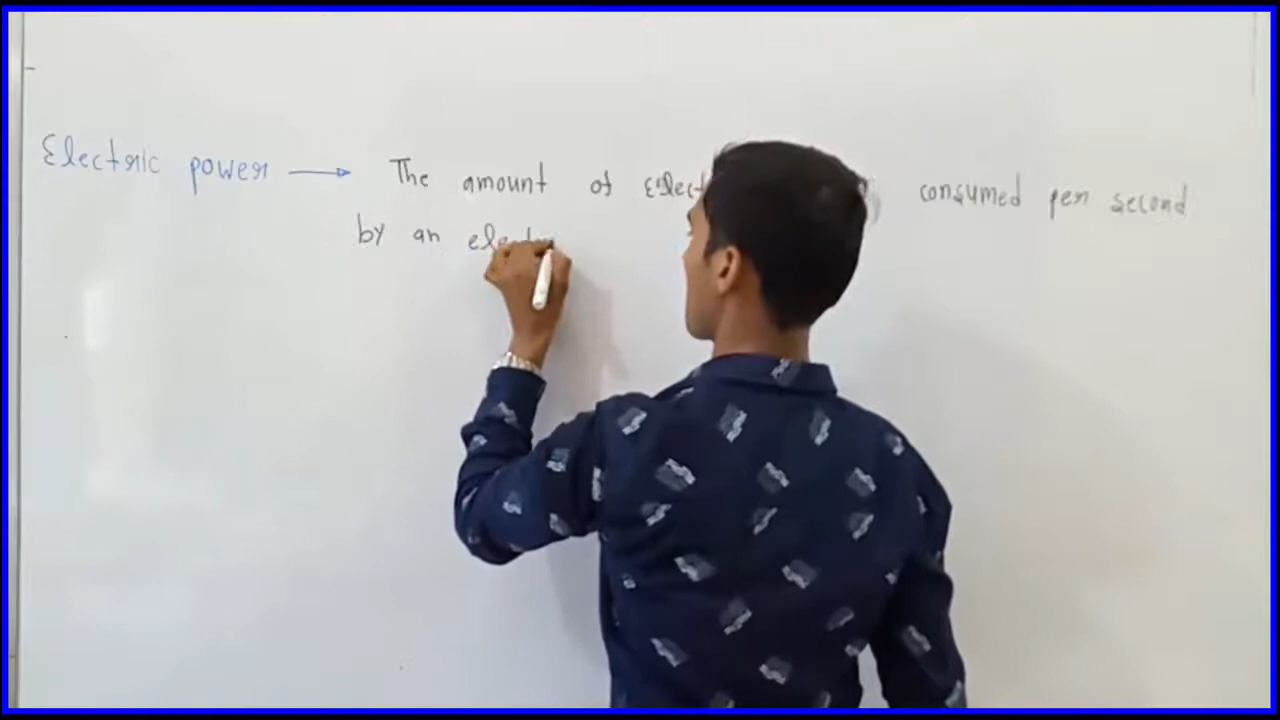 Electric power → The amount of Elect consumed per second
by an electr